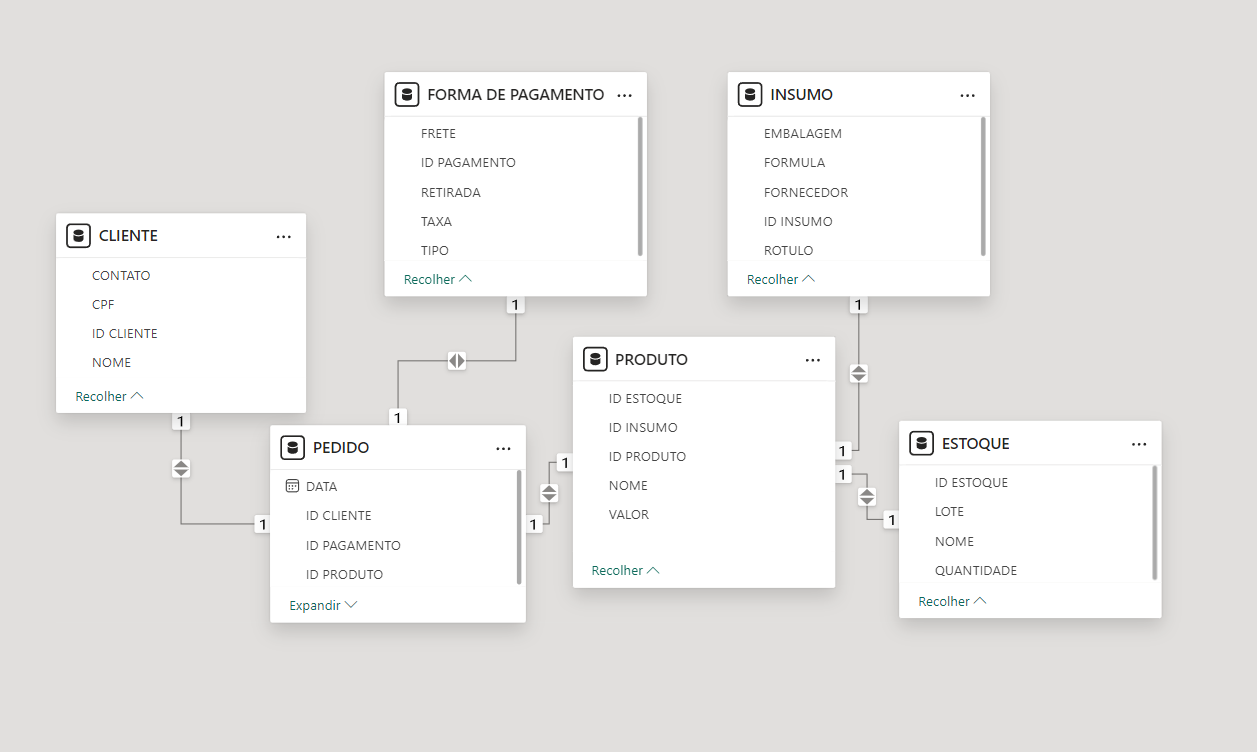 FORMA DE PAGAMENTO
FRETE
ID PAGAMENTO
RETIRADA
TAXA
TIPO
Recolher
INSUMO
EMBALAGEM
FORMULA
FORNECEDOR
ID INSUMO
ROTULO
Recolher
CLIENTE
CONTATO
CPF
ID CLIENTE
NOME
Recolher
1
1
1
1
1
PEDIDO
DATA
ID CLIENTE
ID PAGAMENTO
ID PRODUTO
Expandir
1
1
PRODUTO
ID ESTOQUE
ID INSUMO
ID PRODUTO
NOME
VALOR
Recolher
1
1
1
ESTOQUE
ID ESTOQUE
LOTE
NOME
QUANTIDADE
Recolher